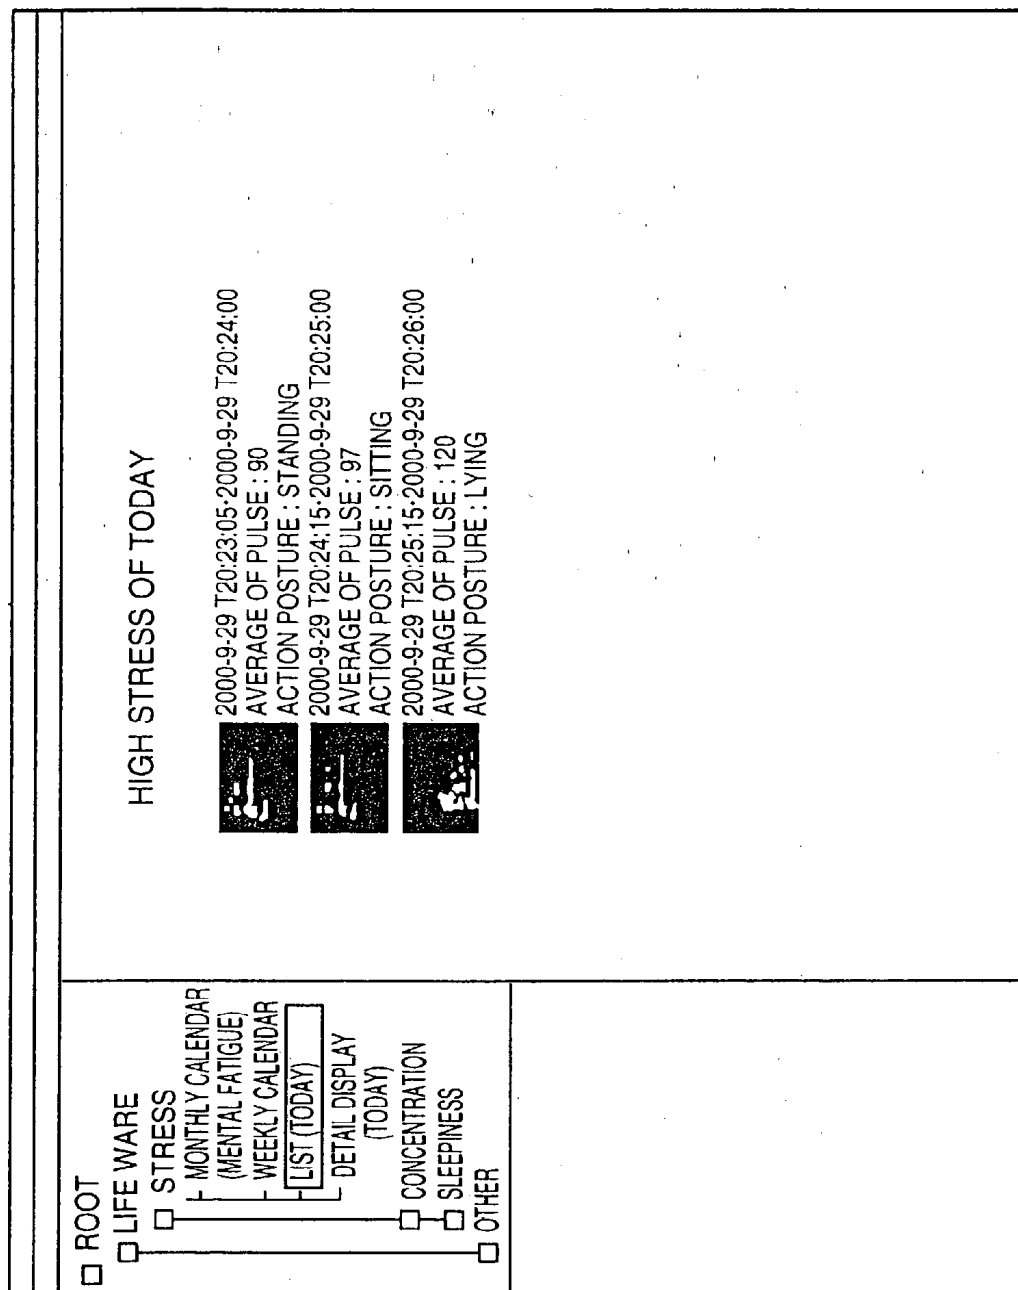 ROOT
LIFE WARE
STRESS
MONTHLY CALENDAR
(MENTAL FATIGUE)
WEEKLY CALENDAR
LIST (TODAY)
DETAIL DISPLAY
(TODAY)
CONCENTRATION
SLEEPINESS
OTHER
HIGH STRESS OF TODAY
2000-9-29 T20:23:05-2000-9-29 T20:24:00
AVERAGE OF PULSE : 90
ACTION POSTURE : STANDING
2000-9-29 T20:24:15-2000-9-29 T20:25:00
AVERAGE OF PULSE : 97
ACTION POSTURE : SITTING
2000-9-29 T20:25:15-2000-9-29 T20:26:00
AVERAGE OF PULSE : 120
ACTION POSTURE : LYING